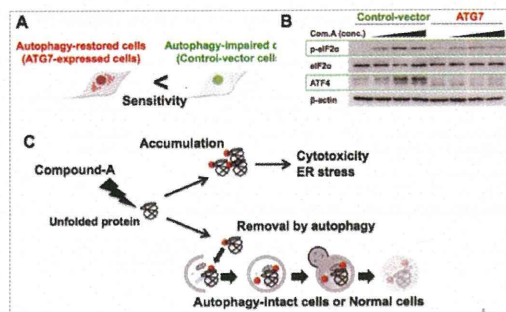 A
Autophagy-restored cells
(ATG7-expressed cells)
Autophagy-impaired c
(Control-vector cell
<
Sensitivity
B
Control-vector
ATG7
Com.A (conc.)
p-eIF2α
eIF2α
ATF4
β-actin
C
Accumulation
Compound-A
Cytotoxicity
ER stress
Unfolded protein
Removal by autophagy
Autophagy-intact cells or Normal cells